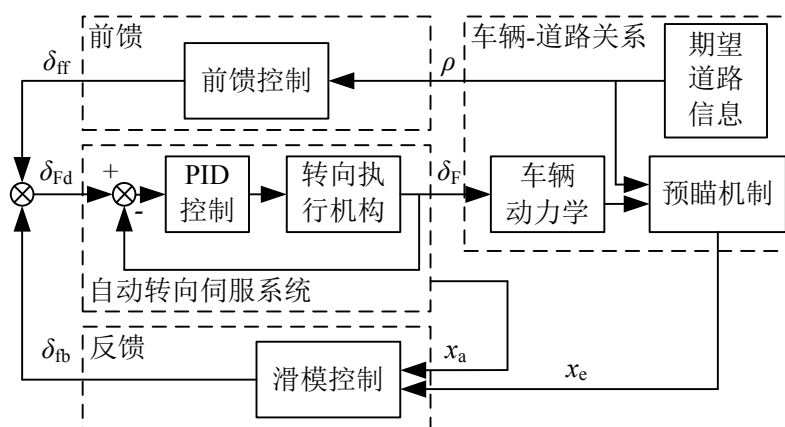 前馈
车辆-道路关系
δff
前馈控制
ρ
期望
道路
信息
δFd
+
-
PID
控制
转向执
行机构
δF
车辆
动力学
预瞄机制
自动转向伺服系统
反馈
δfb
滑模控制
xa
xe